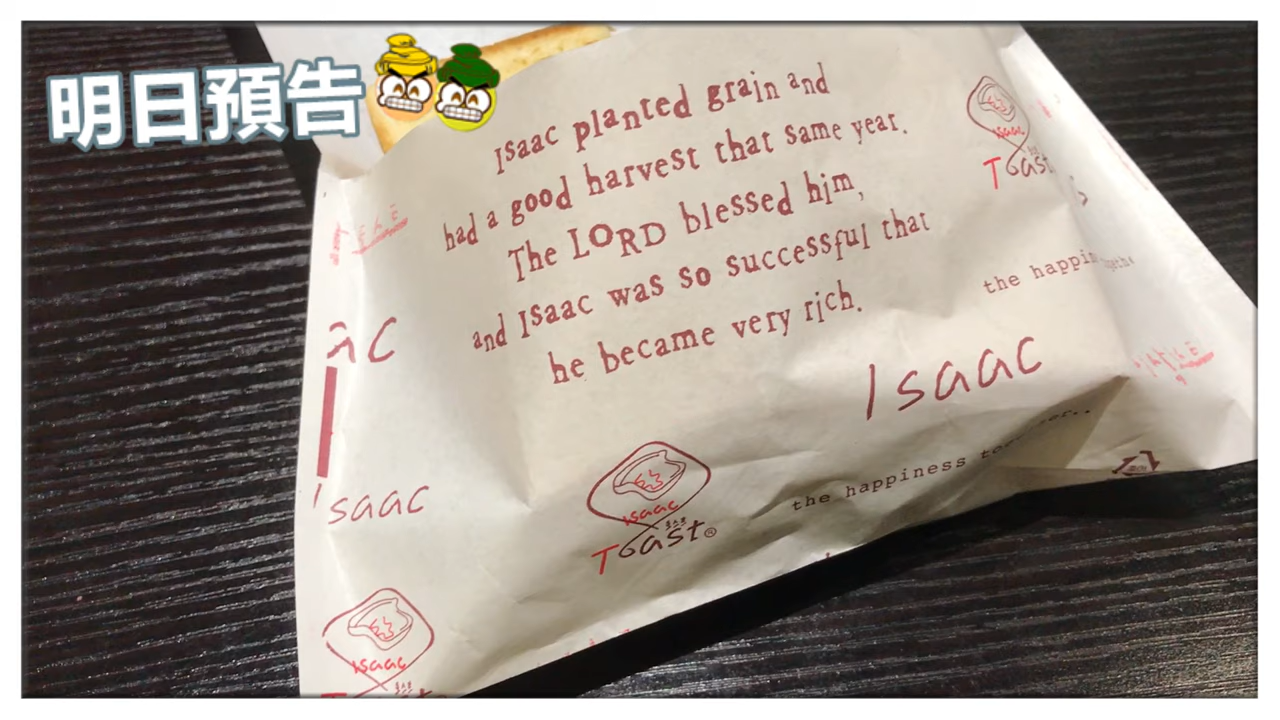 明日預告
Isaac planted grain and
had a good harvest that same year.
The LORD blessed him,
and Isaac was so successful that
he became very rich.
Isaac
Toast
the happin
Isaac
the happiness
Isaac
Isaac
Toast®
Isaac